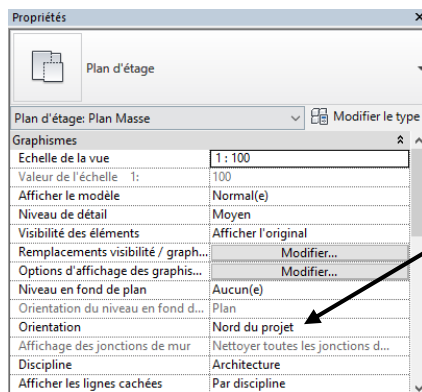 Propriétés
Plan d'étage
Plan d'étage: Plan Masse
Modifier le type
Graphismes
Echelle de la vue 1 : 100
Valeur de l'échelle 1: 100
Afficher le modèle Normal(e)
Niveau de détail Moyen
Visibilité des éléments Afficher l'original
Remplacements visibilité / graph... Modifier...
Options d'affichage des graphis... Modifier...
Niveau en fond de plan Aucun(e)
Orientation du niveau en fond d... Plan
Orientation Nord du projet
Affichage des jonctions de mur Nettoyer toutes les jonctions d...
Discipline Architecture
Afficher les lignes cachées Par discipline